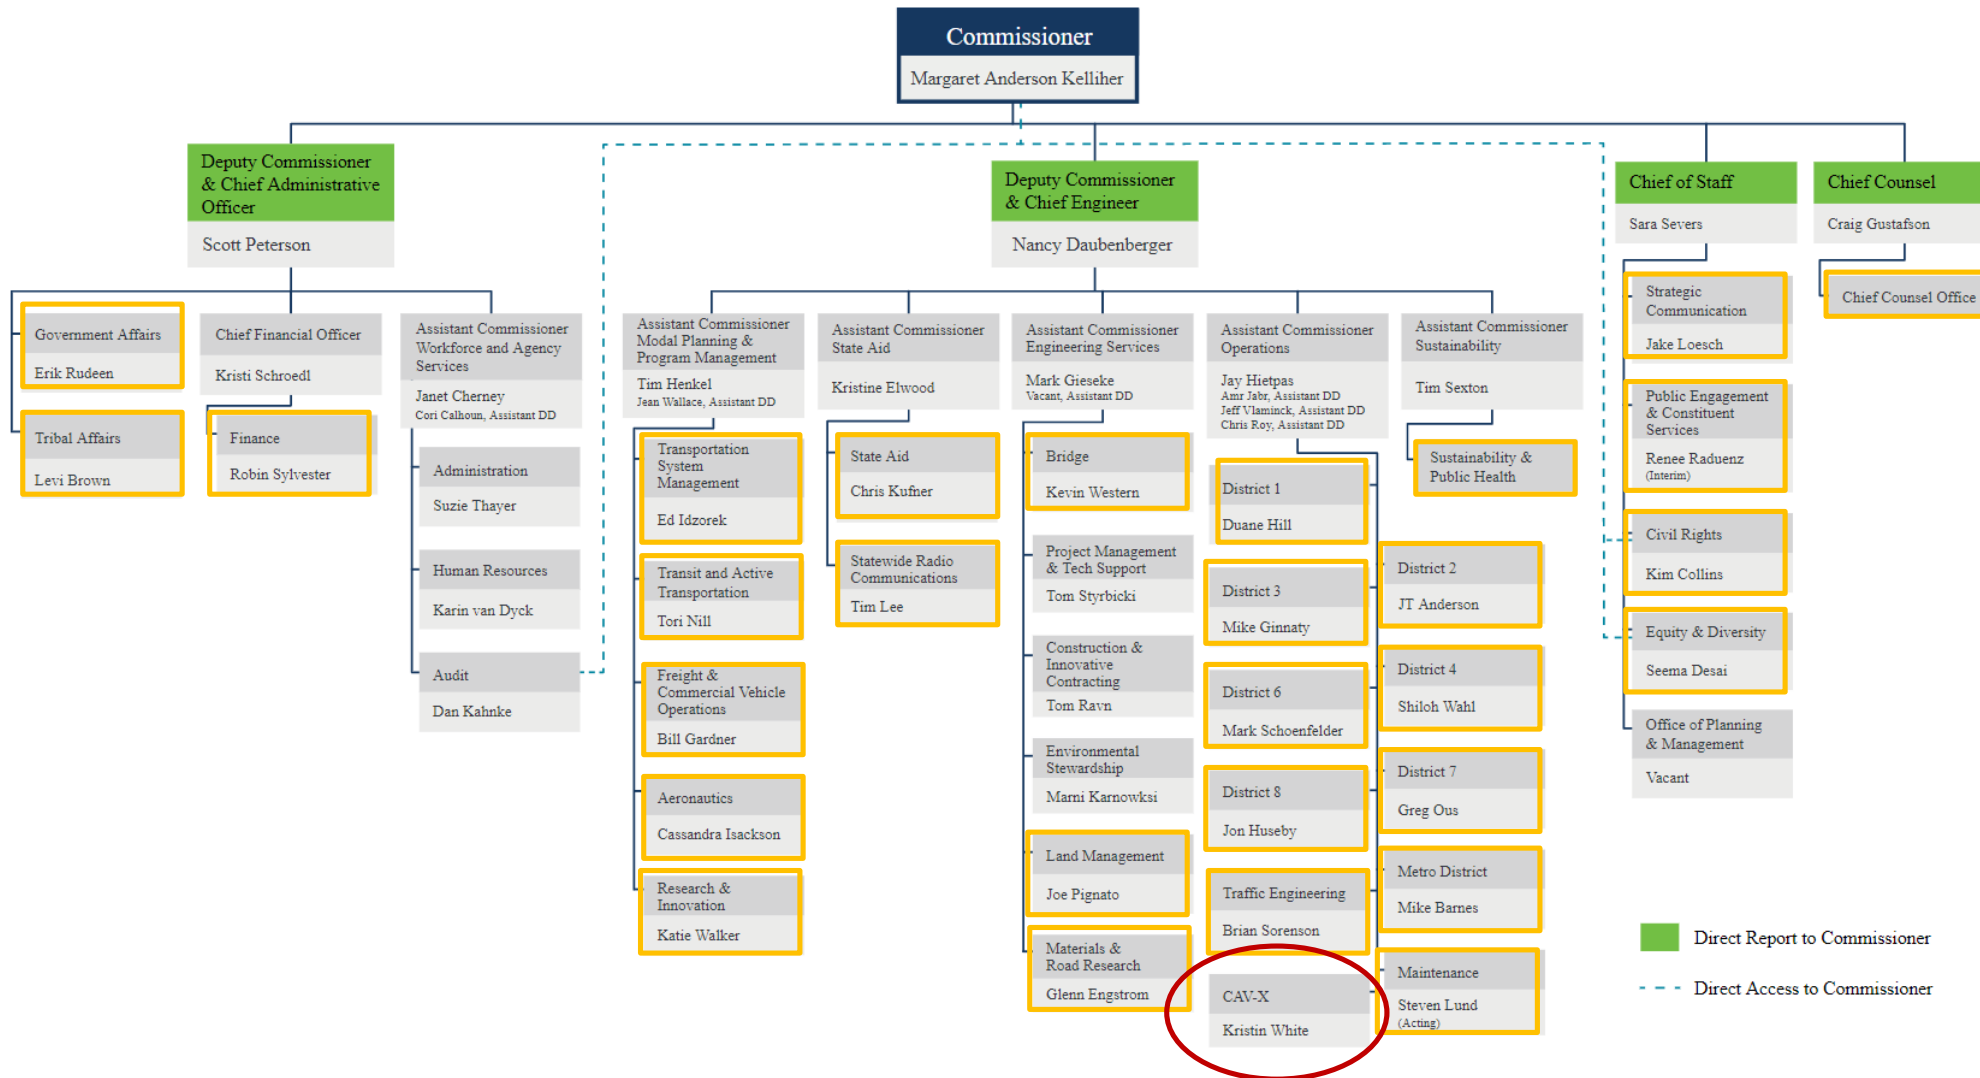 Commissioner
Margaret Anderson Kelliher
Deputy Commissioner
& Chief Administrative
Officer
Scott Peterson
Deputy Commissioner
& Chief Engineer
Nancy Daubenberger
Chief of Staff
Sara Severs
Chief Counsel
Craig Gustafson
Government Affairs
Erik Rudeen
Tribal Affairs
Levi Brown
Chief Financial Officer
Kristi Schroedl
Finance
Robin Sylvester
Assistant Commissioner
Workforce and Agency
Services
Janet Cherney
Cori Calhoun, Assistant DD
Administration
Suzie Thayer
Human Resources
Karin van Dyck
Audit
Dan Kahnke
Assistant Commissioner
Modal Planning &
Program Management
Tim Henkel
Jean Wallace, Assistant DD
Transportation
System
Management
Ed Idzorek
Transit and Active
Transportation
Tori Nill
Freight &
Commercial Vehicle
Operations
Bill Gardner
Aeronautics
Cassandra Isackson
Research &
Innovation
Katie Walker
Assistant Commissioner
State Aid
Kristine Elwood
State Aid
Chris Kufner
Statewide Radio
Communications
Tim Lee
Assistant Commissioner
Engineering Services
Mark Gieseke
Vacant, Assistant DD
Bridge
Kevin Western
Project Management
& Tech Support
Tom Styrbicki
Construction &
Innovative
Contracting
Tom Ravn
Environmental
Stewardship
Marni Karnowksi
Land Management
Joe Pignato
Materials &
Road Research
Glenn Engstrom
Assistant Commissioner
Operations
Jay Hietpas
Amr Jabr, Assistant DD
Jeff Vlaminck, Assistant DD
Chris Roy, Assistant DD
District 1
Duane Hill
District 2
JT Anderson
District 3
Mike Ginnaty
District 4
Shiloh Wahl
District 6
Mark Schoenfelder
District 7
Greg Ous
District 8
Jon Huseby
Metro District
Mike Barnes
Traffic Engineering
Brian Sorenson
Maintenance
Steven Lund
(Acting)
CAV-X
Kristin White
Assistant Commissioner
Sustainability
Tim Sexton
Sustainability &
Public Health
Strategic
Communication
Jake Loesch
Public Engagement
& Constituent
Services
Renee Raduenz
(Interim)
Civil Rights
Kim Collins
Equity & Diversity
Seema Desai
Office of Planning
& Management
Vacant
Chief Counsel Office
Direct Report to Commissioner
Direct Access to Commissioner